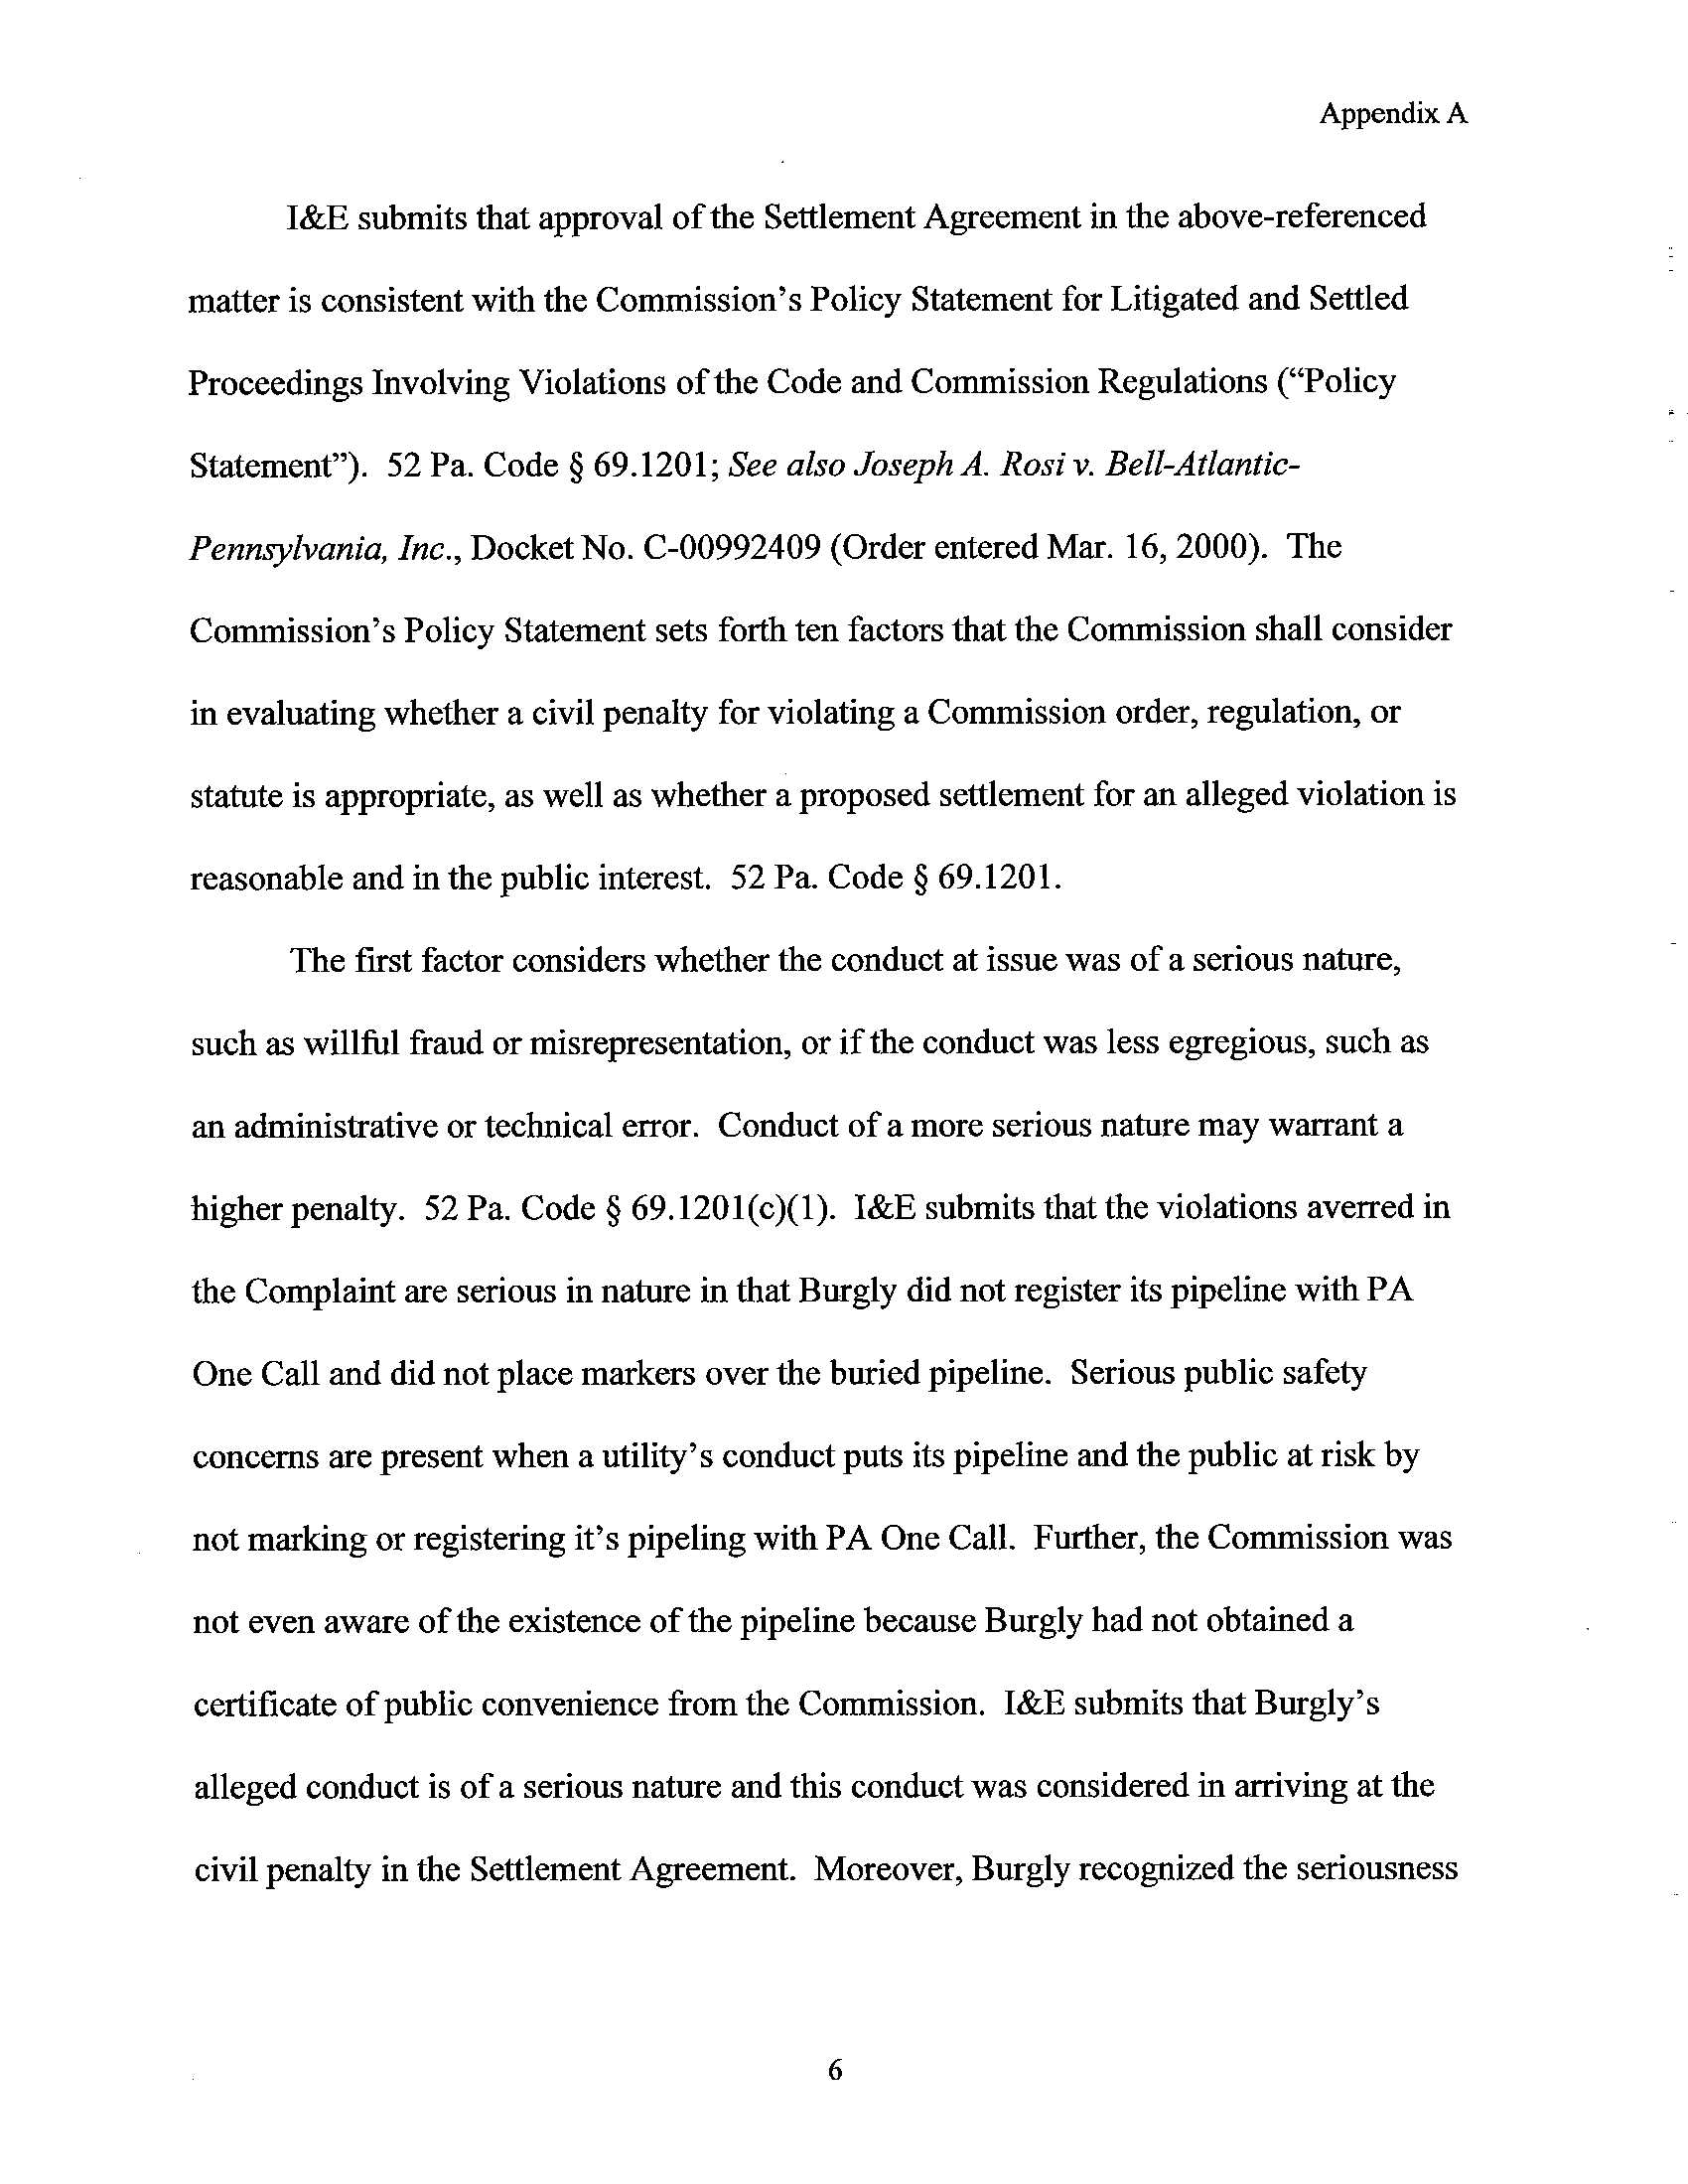 Appendix A
I&E submits that approval of the Settlement Agreement in the above-referenced
matter is consistent with the Commission's Policy Statement for Litigated and Settled
Proceedings Involving Violations of the Code and Commission Regulations ("Policy
Statement"). 52 Pa. Code § 69.1201; See also Joseph A. Rosi v. Bell-Atlantic-
Pennsylvania, Inc., Docket No. C-00992409 (Order entered Mar. 16, 2000). The
Commission's Policy Statement sets forth ten factors that the Commission shall consider
in evaluating whether a civil penalty for violating a Commission order, regulation, or
statute is appropriate, as well as whether a proposed settlement for an alleged violation is
reasonable and in the public interest. 52 Pa. Code § 69.1201.
The first factor considers whether the conduct at issue was of a serious nature,
such as willful fraud or misrepresentation, or if the conduct was less egregious, such as
an administrative or technical error. Conduct of a more serious nature may warrant a
higher penalty. 52 Pa. Code § 69.1201(c)(1). I&E submits that the violations averred in
the Complaint are serious in nature in that Burgly did not register its pipeline with PA
One Call and did not place markers over the buried pipeline. Serious public safety
concerns are present when a utility's conduct puts its pipeline and the public at risk by
not marking or registering it's pipeling with PA One Call. Further, the Commission was
not even aware of the existence of the pipeline because Burgly had not obtained a
certificate of public convenience from the Commission. I&E submits that Burgly's
alleged conduct is of a serious nature and this conduct was considered in arriving at the
civil penalty in the Settlement Agreement. Moreover, Burgly recognized the seriousness
6